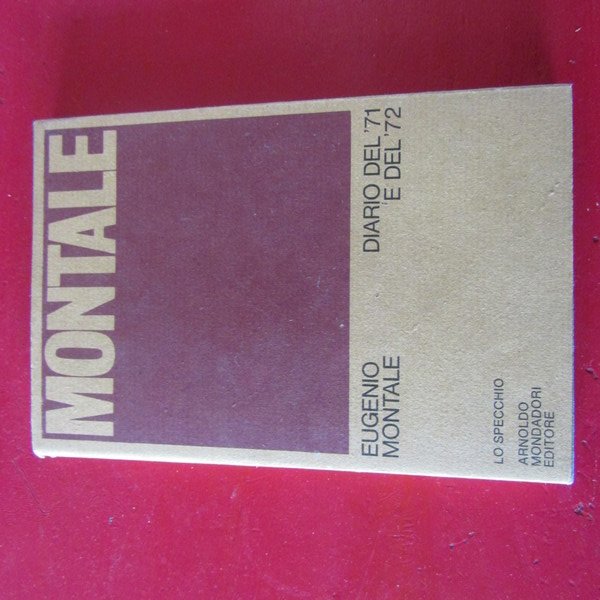 MONTALE
EUGENIO
MONTALE
DIARIO DEL '71
E DEL '72
LO SPECCHIO
ARNOLDO
MONDADORI
EDITORE